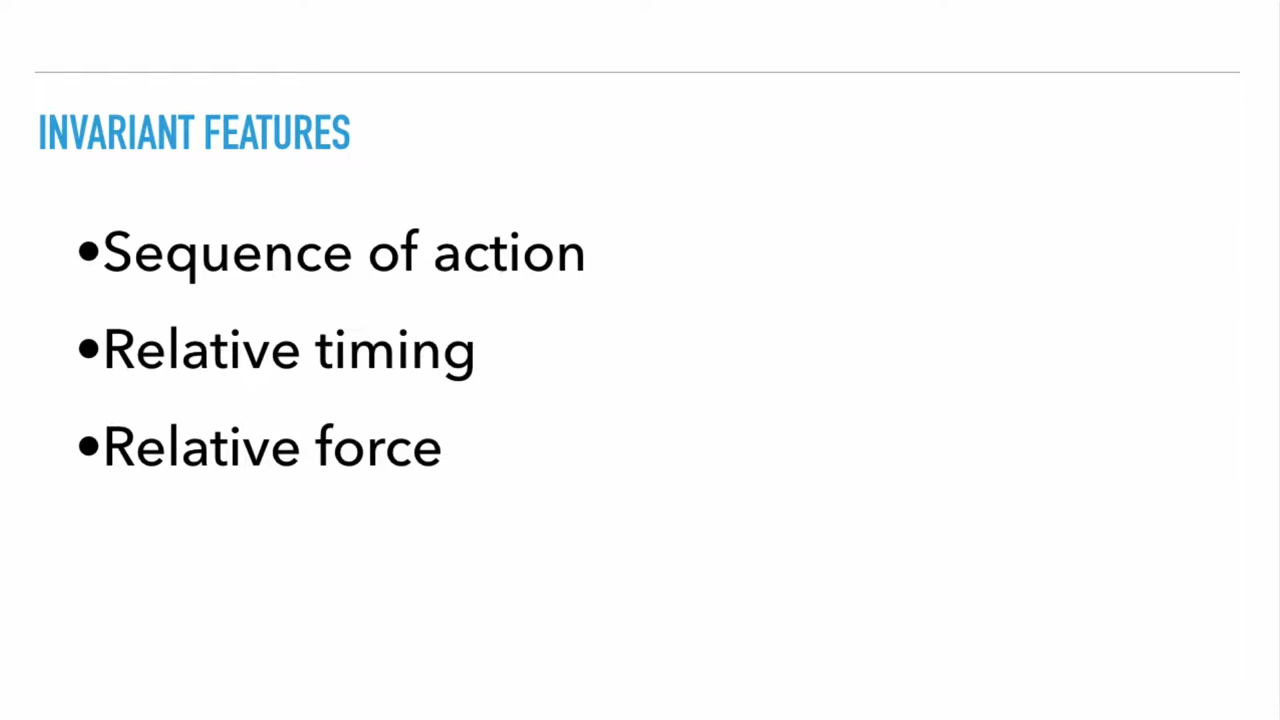 INVARIANT FEATURES
•Sequence of action
•Relative timing
•Relative force